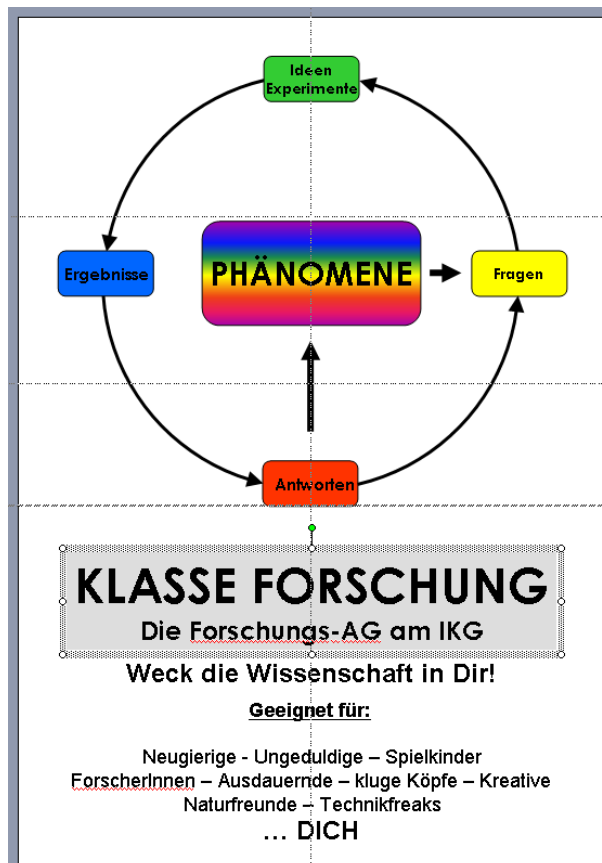 Ideen
Experimente
Ergebnisse
PHÄNOMENE
Fragen
Antworten
KLASSE FORSCHUNG
Die Forschungs-AG am IKG
Weck die Wissenschaft in Dir!
Geeignet für:
Neugierige - Ungeduldige – Spielkinder
ForscherInnen – Ausdauernde – kluge Köpfe – Kreative
Naturfreunde – Technikfreaks
... DICH